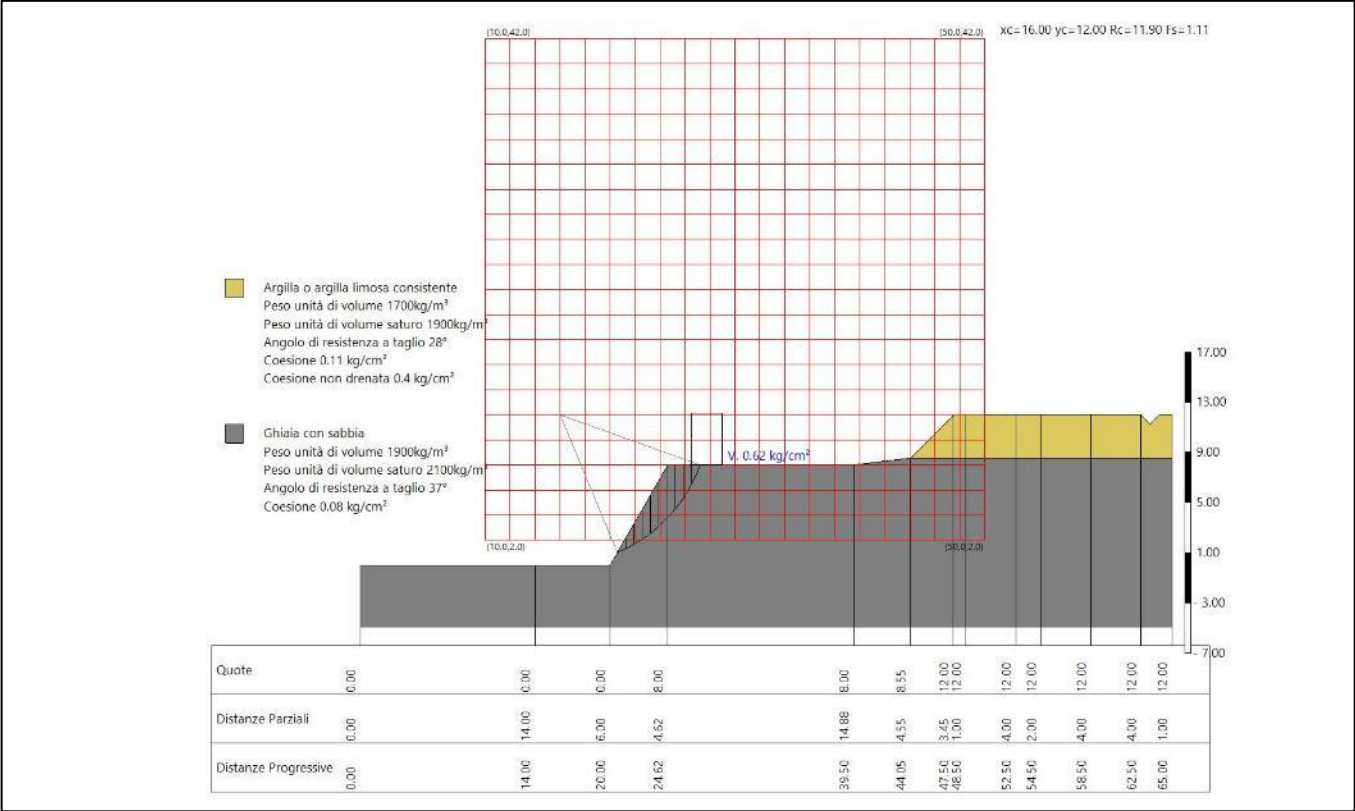 (10.0,42.0)
(50.0,42.0)
xc=16.00 yc=12.00 Rc=11.90 Fs=1.11
Argilla o argilla limosa consistente
Peso unità di volume 1700kg/m³
Peso unità di volume saturo 1900kg/m³
Angolo di resistenza a taglio 28°
Coesione 0.11 kg/cm²
Coesione non drenata 0.4 kg/cm²
Ghiaia con sabbia
Peso unità di volume 1900kg/m³
Peso unità di volume saturo 2100kg/m³
Angolo di resistenza a taglio 37°
Coesione 0.08 kg/cm²
V. 0.62 kg/cm²
(10.0,2.0)
(50.0,2.0)
17.00
13.00
9.00
5.00
1.00
- 3.00
- 7.00
Quote 0.00 0.00 0.00 8.00 8.00 8.55 12.00 12.00 12.00 12.00 12.00 12.00 12.00
Distanze Parziali 0.00 14.00 6.00 4.62 14.88 4.55 3.45 1.00 4.00 2.00 4.00 4.00 1.00
Distanze Progressive 0.00 14.00 20.00 24.62 39.50 44.05 47.50 48.50 52.50 54.50 58.50 62.50 65.00